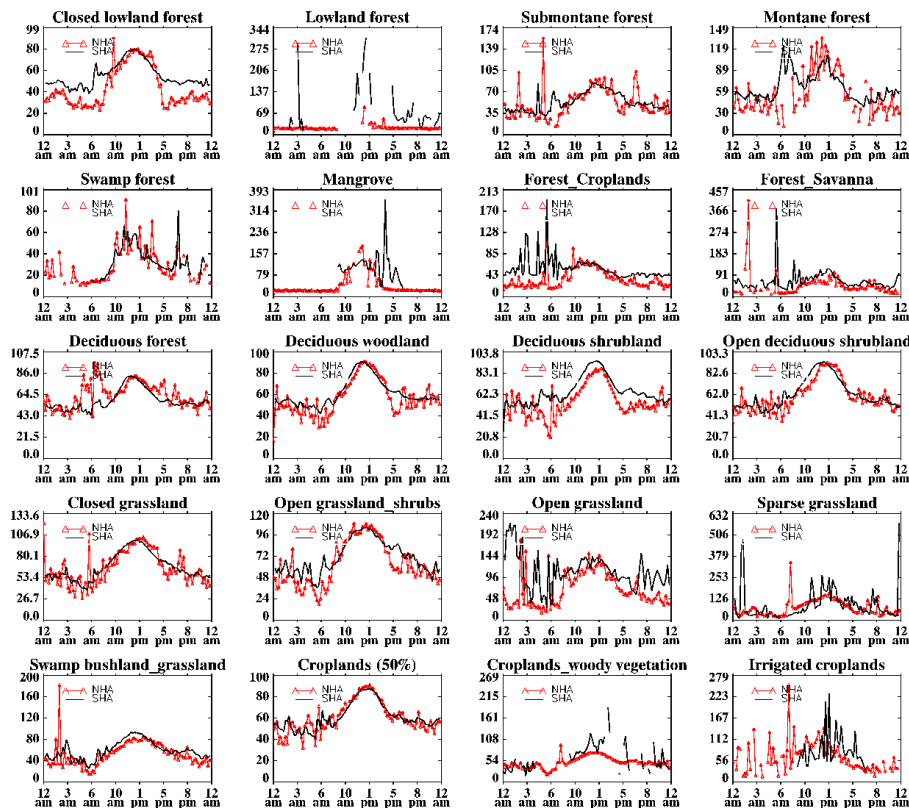 Closed lowland forest Lowland forest Submontane forest Montane forest
99 344 174 149
NHA NHA NHA NHA
SHA SHA SHA SHA
80 275 140 119
60 206 105 89
40 138 70 59
20 69 35 30
0 0 0 0
12 3 6 10 1 5 8 12 12 3 6 10 1 5 8 12 12 3 6 10 1 5 8 12 12 3 6 10 1 5 8 12
am am am am pm pm pm am am am am am pm pm pm am am am am am pm pm pm am am am am am pm pm pm am
Swamp forest Mangrove Forest_Croplands Forest_Savanna
101 393 213 457
NHA NHA NHA NHA
SHA SHA SHA SHA
80 314 170 366
60 236 128 274
40 157 85 183
20 79 43 91
0 0 0 0
12 3 6 10 1 5 8 12 12 3 6 10 1 5 8 12 12 3 6 10 1 5 8 12 12 3 6 10 1 5 8 12
am am am am pm pm pm am am am am am pm pm pm am am am am am pm pm pm am am am am am pm pm pm am
Deciduous forest Deciduous woodland Deciduous shrubland Open deciduous shrubland
107.5 100 103.8 103.3
NHA NHA NHA NHA
SHA SHA SHA SHA
86.0 80 83.1 82.6
64.5 60 62.3 62.0
43.0 40 41.5 41.3
21.5 20 20.8 20.7
0.0 0 0.0 0.0
12 3 6 10 1 5 8 12 12 3 6 10 1 5 8 12 12 3 6 10 1 5 8 12 12 3 6 10 1 5 8 12
am am am am pm pm pm am am am am am pm pm pm am am am am am pm pm pm am am am am am pm pm pm am
Closed grassland Open grassland_shrubs Open grassland Sparse grassland
133.6 120 240 632
NHA NHA NHA NHA
SHA SHA SHA SHA
106.9 96 192 506
80.1 72 144 379
53.4 48 96 253
26.7 24 48 126
0.0 0 0 0
12 3 6 10 1 5 8 12 12 3 6 10 1 5 8 12 12 3 6 10 1 5 8 12 12 3 6 10 1 5 8 12
am am am am pm pm pm am am am am am pm pm pm am am am am am pm pm pm am am am am am pm pm pm am
Swamp bushland_grassland Croplands (50%) Croplands_woody vegetation Irrigated croplands
200 100 269 279
NHA NHA NHA NHA
SHA SHA SHA SHA
160 80 215 223
120 60 161 167
80 40 108 112
40 20 54 56
0 0 0 0
12 3 6 10 1 5 8 12 12 3 6 10 1 5 8 12 12 3 6 10 1 5 8 12 12 3 6 10 1 5 8 12
am am am am pm pm pm am am am am am pm pm pm am am am am am pm pm pm am am am am am pm pm pm am